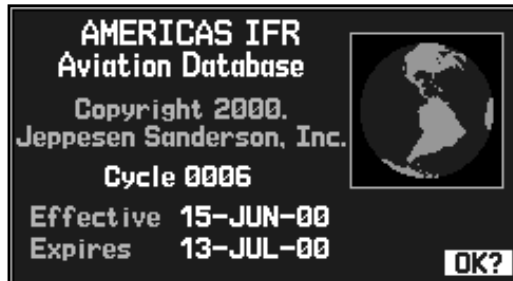 AMERICAS IFR
Aviation Database
Copyright 2000.
Jeppesen Sanderson, Inc.
Cycle 0006
Effective 15-JUN-00
Expires 13-JUL-00
OK?